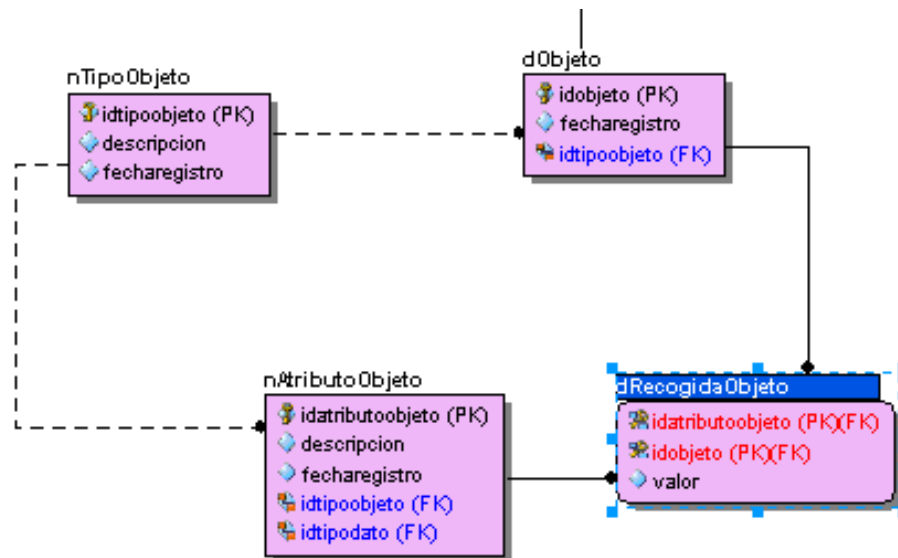 nTipoObjeto
idtipoobjeto (PK)
descripcion
fecharegistro
dObjeto
idobjeto (PK)
fecharegistro
idtipoobjeto (FK)
nAtributoObjeto
idatributoobjeto (PK)
descripcion
fecharegistro
idtipoobjeto (FK)
idtipodato (FK)
dRecogidaObjeto
idatributoobjeto (PK)(FK)
idobjeto (PK)(FK)
valor